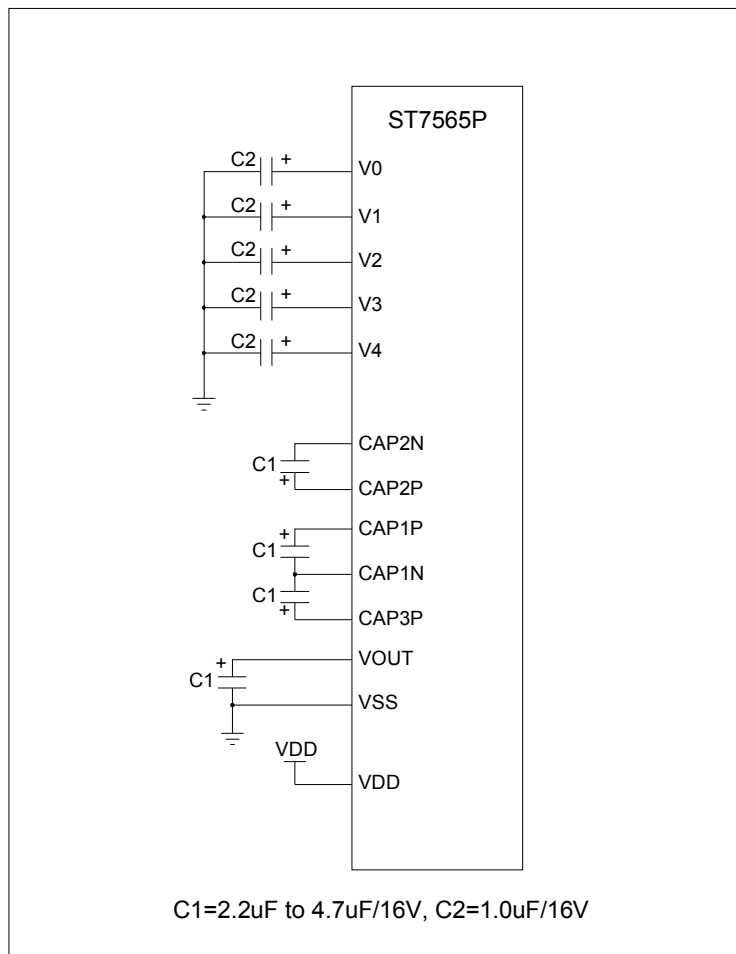 ST7565P
C2 + V0
C2 + V1
C2 + V2
C2 + V3
C2 + V4
CAP2N
C1
+ CAP2P
+ CAP1P
C1
CAP1N
C1
+ CAP3P
+ VOUT
C1
VSS
VDD
VDD
C1=2.2uF to 4.7uF/16V, C2=1.0uF/16V